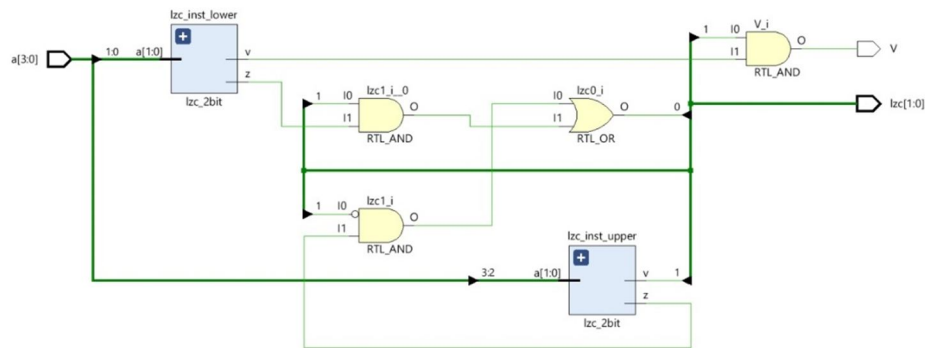 lzc_inst_lower
a[3:0]
1:0
a[1:0]
v
z
lzc_2bit
lzc1_i__0
1
I0
I1
O
RTL_AND
lzc0_i
I0
I1
O
0
RTL_OR
V_i
1
I0
I1
O
RTL_AND
V
lzc[1:0]
lzc1_i
1
I0
I1
O
RTL_AND
lzc_inst_upper
3:2
a[1:0]
v
1
z
lzc_2bit